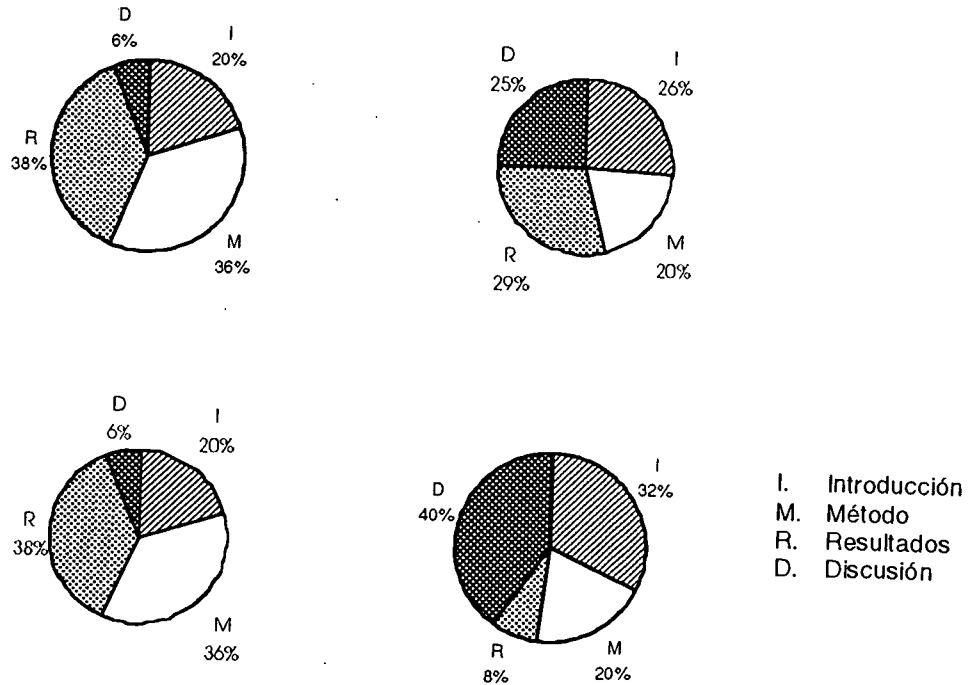 D
6%
I
20%
R
38%
M
36%
D
25%
I
26%
R
29%
M
20%
D
6%
I
20%
R
38%
M
36%
D
40%
I
32%
R
8%
M
20%
I. Introducción
M. Método
R. Resultados
D. Discusión